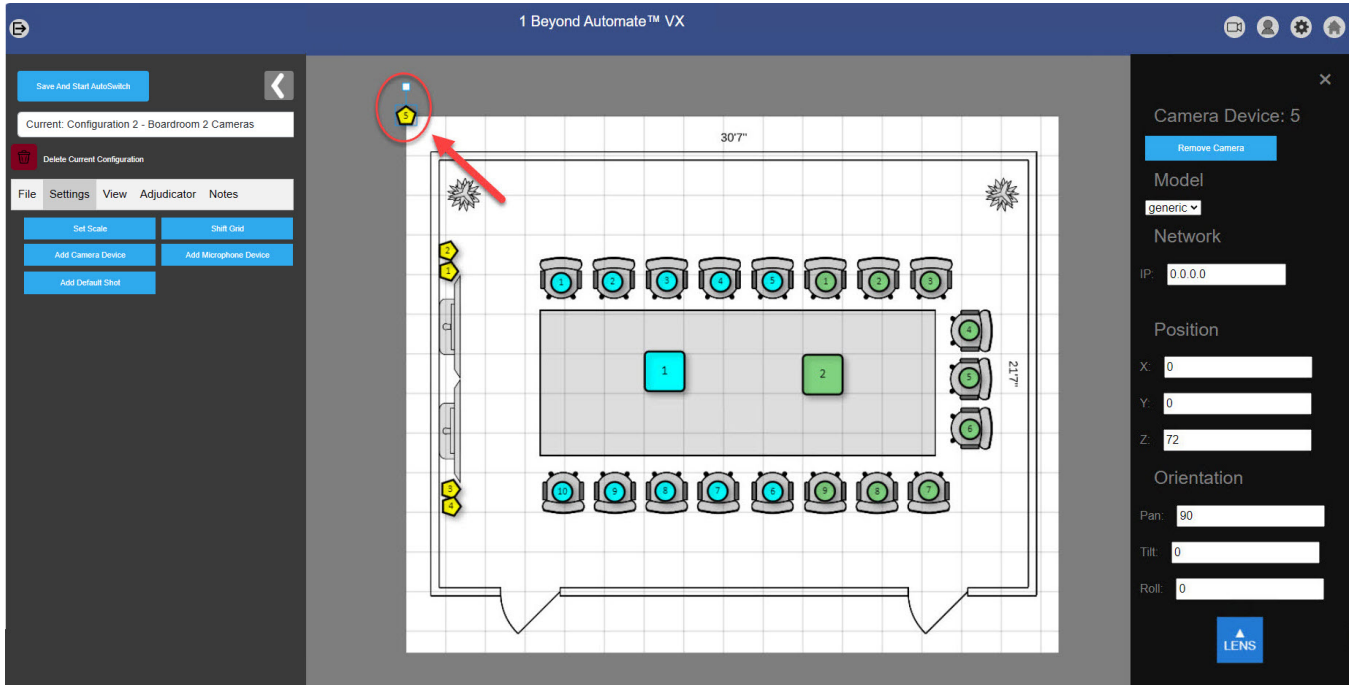 1 Beyond Automate™ VX
Save And Start AutoSwitch
Current: Configuration 2 - Boardroom 2 Cameras
Delete Current Configuration
File Settings View Adjudicator Notes
Set Scale Shift Grid
Add Camera Device Add Microphone Device
Add Default Shot
5
30'7"
2
1
1 2 3 4 5 1 2 3
4
1 2
5
21'7"
6
3
4
10 9 8 7 6 9 8 7
Camera Device: 5
Remove Camera
Model
generic
Network
IP: 0.0.0.0
Position
X: 0
Y: 0
Z: 72
Orientation
Pan: 90
Tilt: 0
Roll: 0
LENS